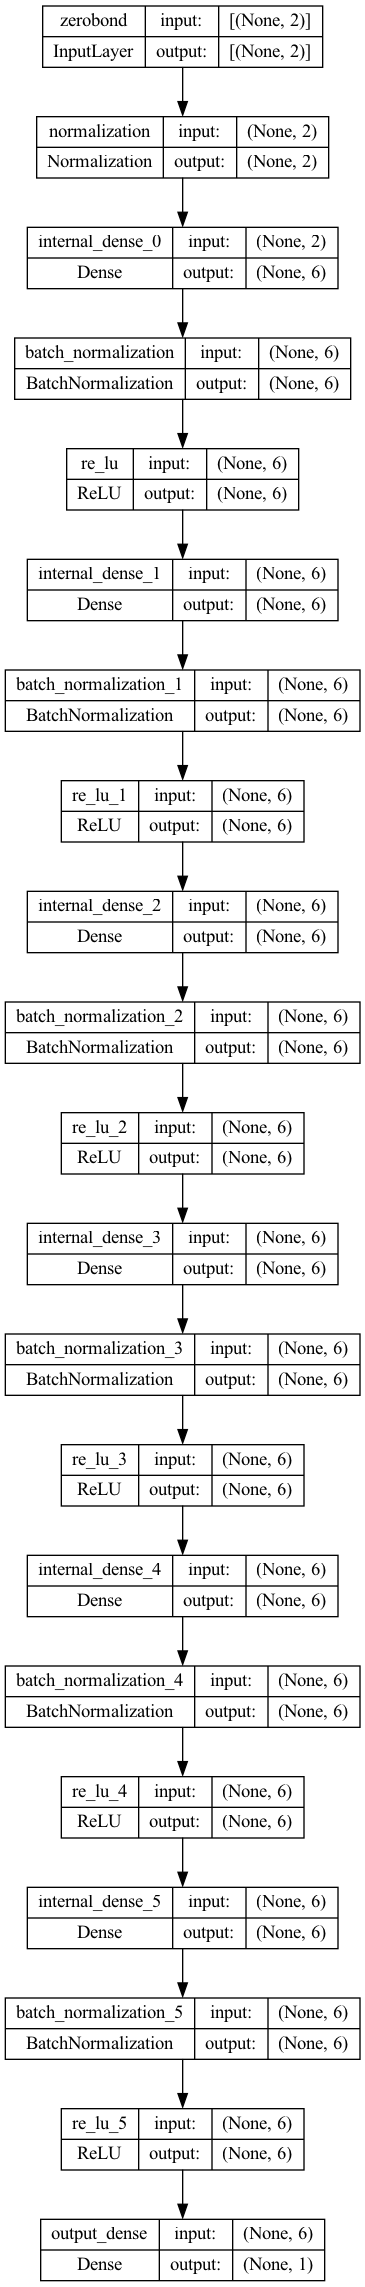 zerobond input: [(None, 2)]
InputLayer output: [(None, 2)]
normalization input: (None, 2)
Normalization output: (None, 2)
internal_dense_0 input: (None, 2)
Dense output: (None, 6)
batch_normalization input: (None, 6)
BatchNormalization output: (None, 6)
re_lu input: (None, 6)
ReLU output: (None, 6)
internal_dense_1 input: (None, 6)
Dense output: (None, 6)
batch_normalization_1 input: (None, 6)
BatchNormalization output: (None, 6)
re_lu_1 input: (None, 6)
ReLU output: (None, 6)
internal_dense_2 input: (None, 6)
Dense output: (None, 6)
batch_normalization_2 input: (None, 6)
BatchNormalization output: (None, 6)
re_lu_2 input: (None, 6)
ReLU output: (None, 6)
internal_dense_3 input: (None, 6)
Dense output: (None, 6)
batch_normalization_3 input: (None, 6)
BatchNormalization output: (None, 6)
re_lu_3 input: (None, 6)
ReLU output: (None, 6)
internal_dense_4 input: (None, 6)
Dense output: (None, 6)
batch_normalization_4 input: (None, 6)
BatchNormalization output: (None, 6)
re_lu_4 input: (None, 6)
ReLU output: (None, 6)
internal_dense_5 input: (None, 6)
Dense output: (None, 6)
batch_normalization_5 input: (None, 6)
BatchNormalization output: (None, 6)
re_lu_5 input: (None, 6)
ReLU output: (None, 6)
output_dense input: (None, 6)
Dense output: (None, 1)